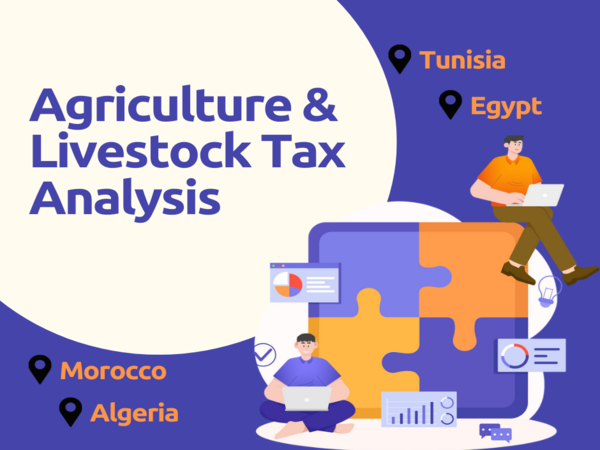 Agriculture &
Livestock Tax
Analysis
Tunisia
Egypt
Morocco
Algeria